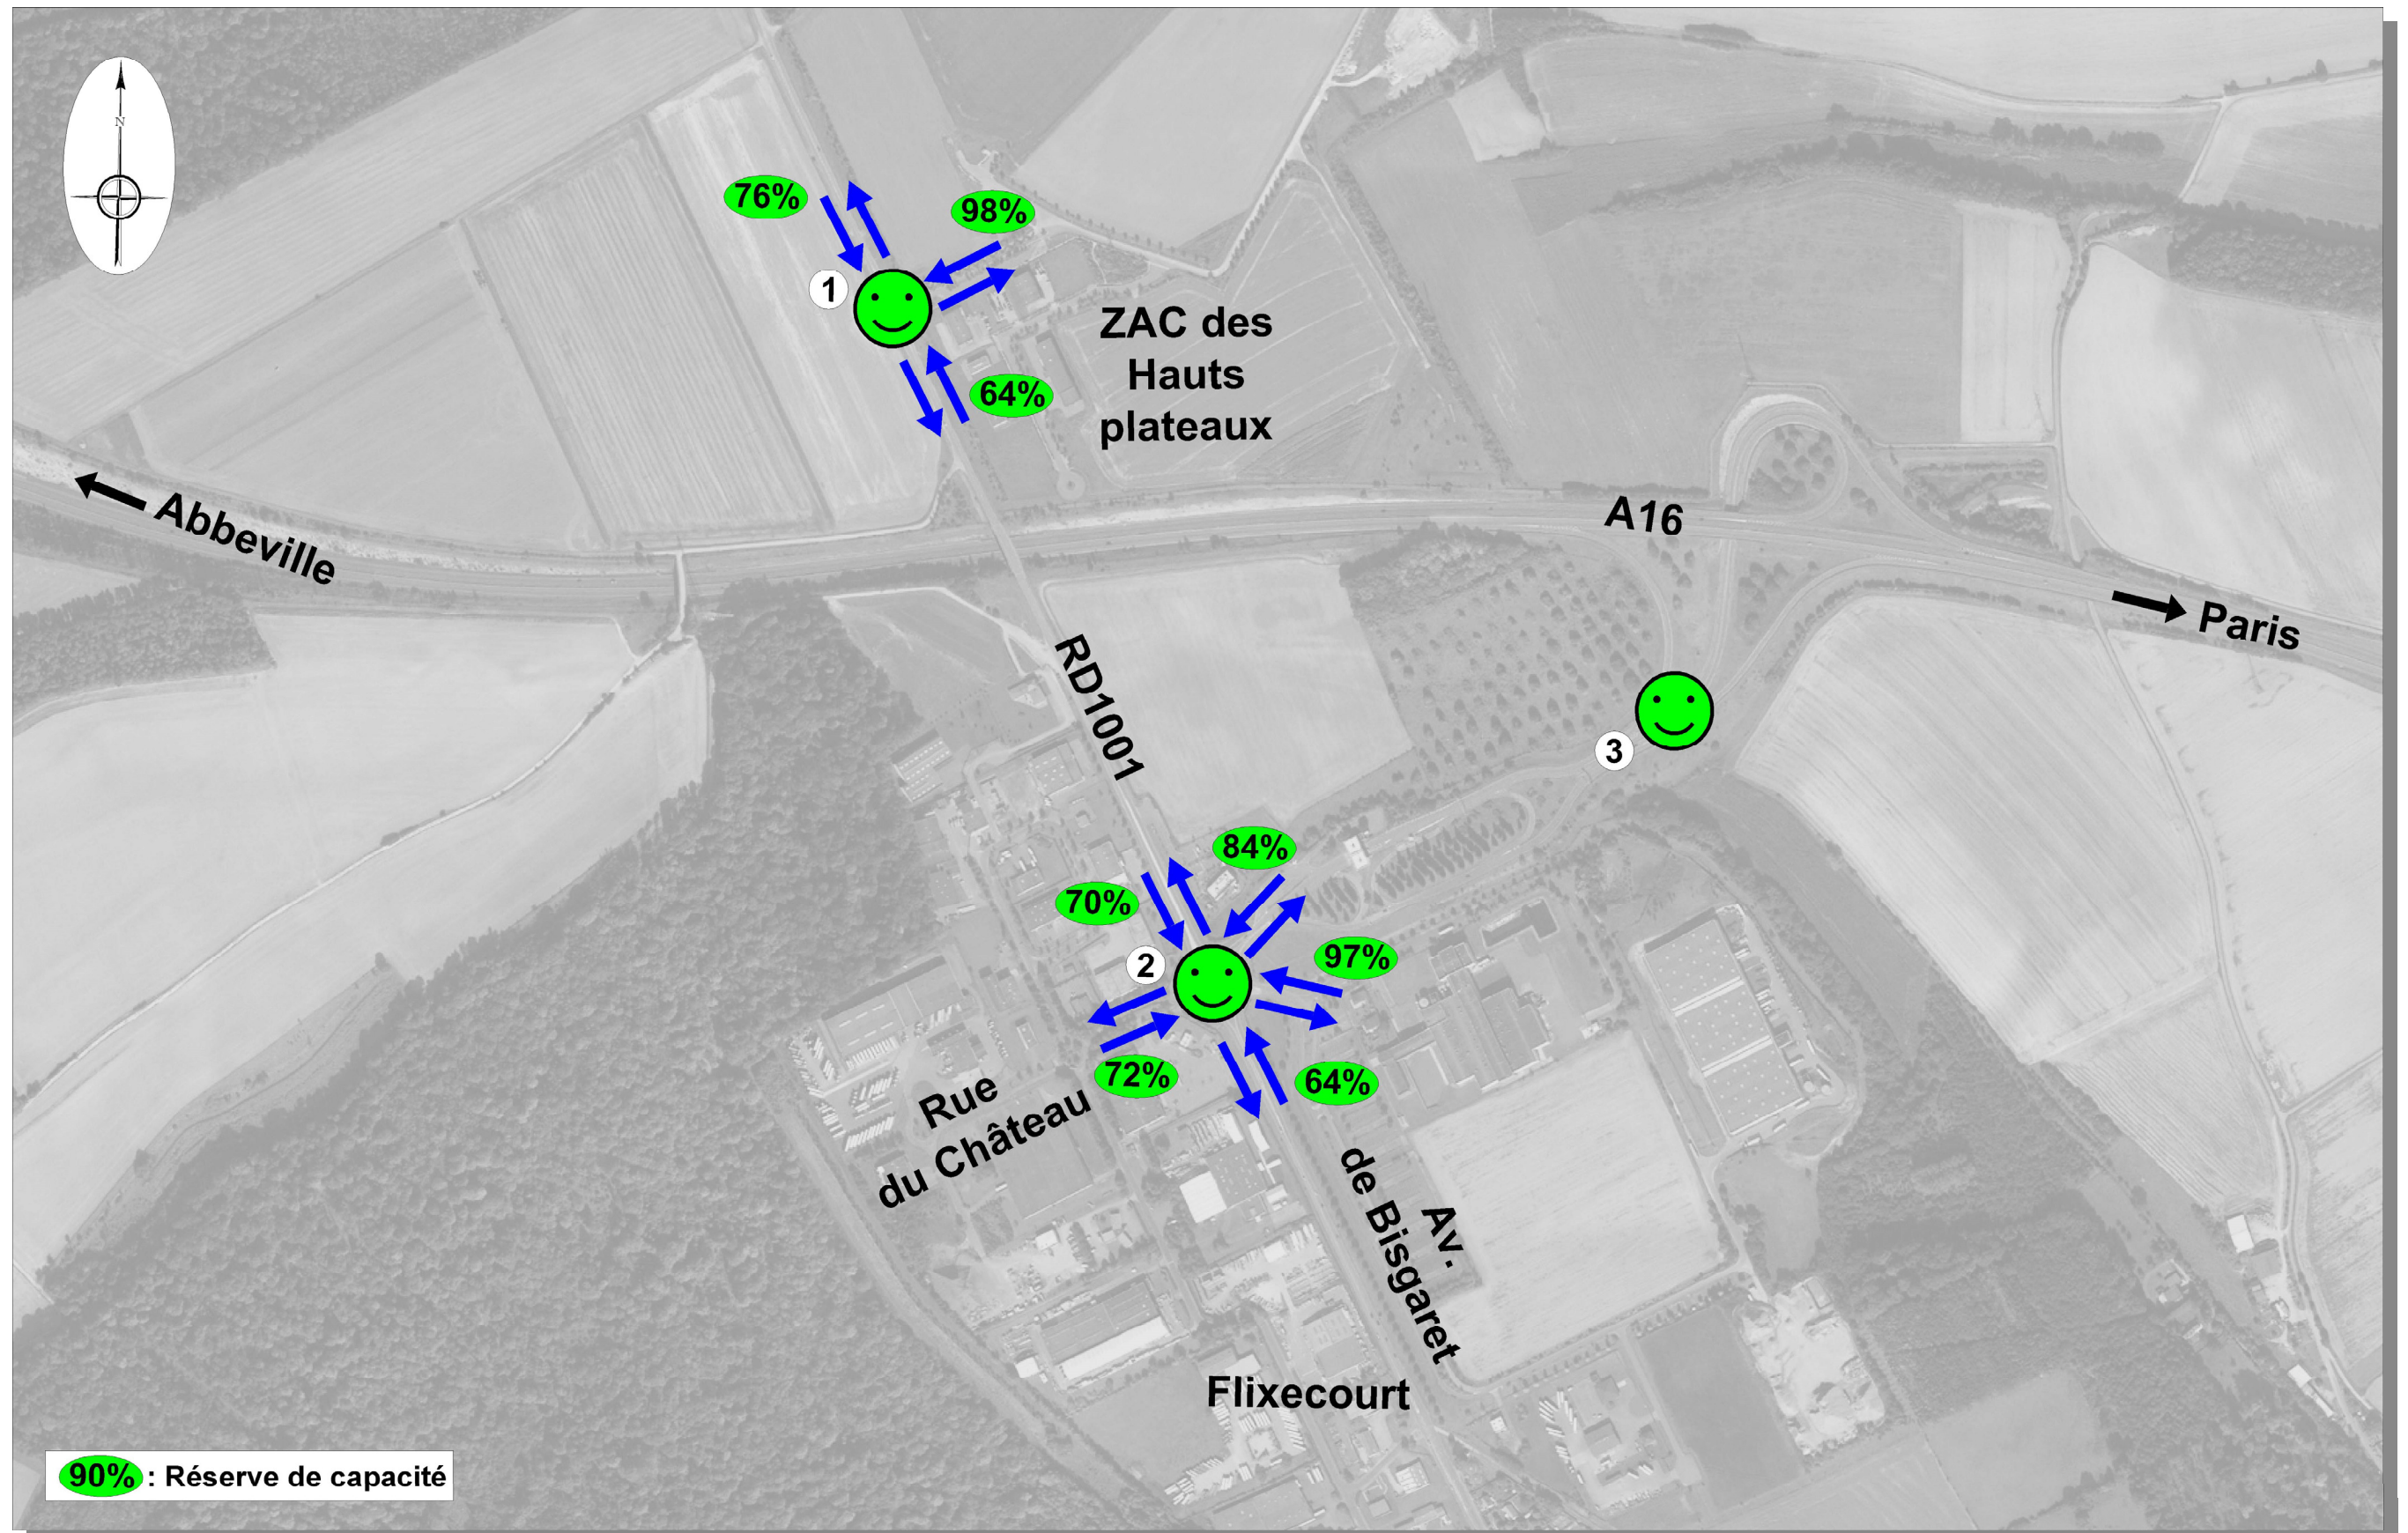 N
76%
98%
1
64%
ZAC des
Hauts
plateaux
Abbeville
A16
Paris
RD1001
3
84%
70%
97%
2
72%
64%
Rue
du Château
Av.
de Bisgaret
Flixecourt
90% : Réserve de capacité